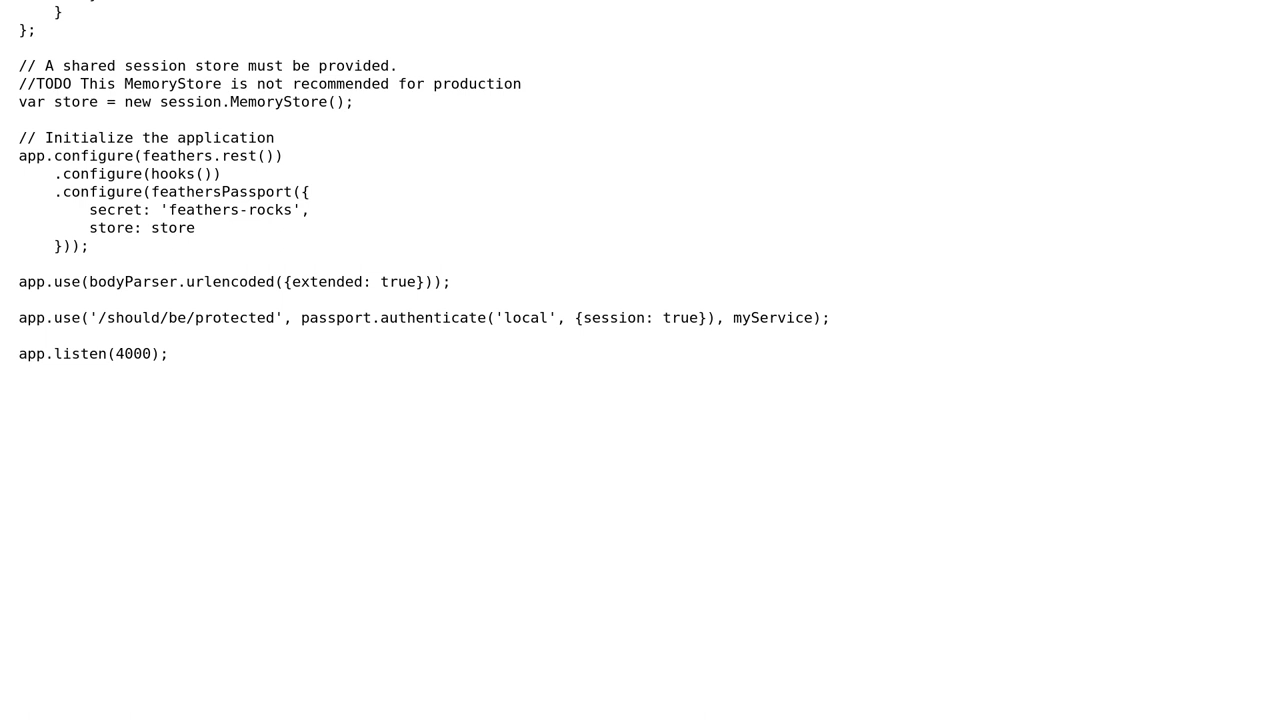 }
};

// A shared session store must be provided.
//TODO This MemoryStore is not recommended for production
var store = new session.MemoryStore();

// Initialize the application
app.configure(feathers.rest())
    .configure(hooks())
    .configure(feathersPassport({
        secret: 'feathers-rocks',
        store: store
    }));

app.use(bodyParser.urlencoded({extended: true}));

app.use('/should/be/protected', passport.authenticate('local', {session: true}), myService);

app.listen(4000);